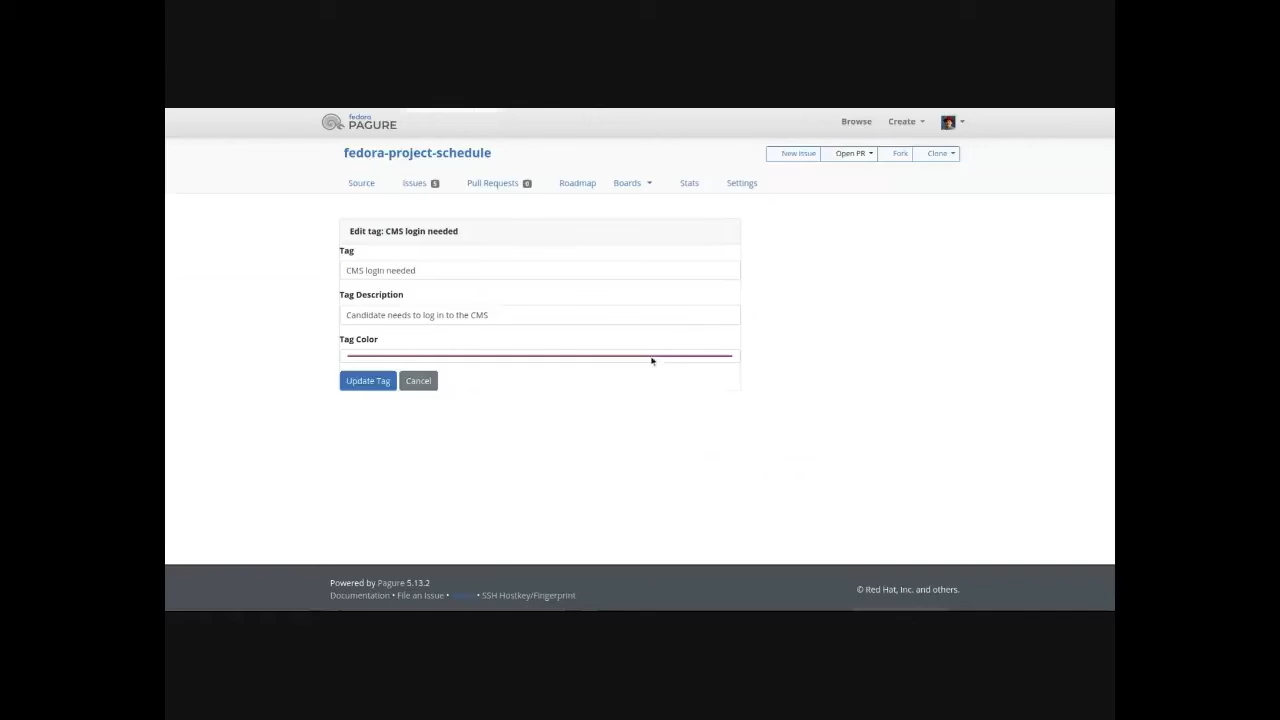 fedora
PAGURE
Browse Create
fedora-project-schedule
New Issue Open PR Fork Clone
Source Issues 5 Pull Requests 0 Roadmap Boards Stats Settings
Edit tag: CMS login needed
Tag
CMS login needed
Tag Description
Candidate needs to log in to the CMS
Tag Color
Update Tag Cancel
Powered by Pagure 5.13.2
Documentation • File an Issue • • SSH Hostkey/Fingerprint
© Red Hat, Inc. and others.